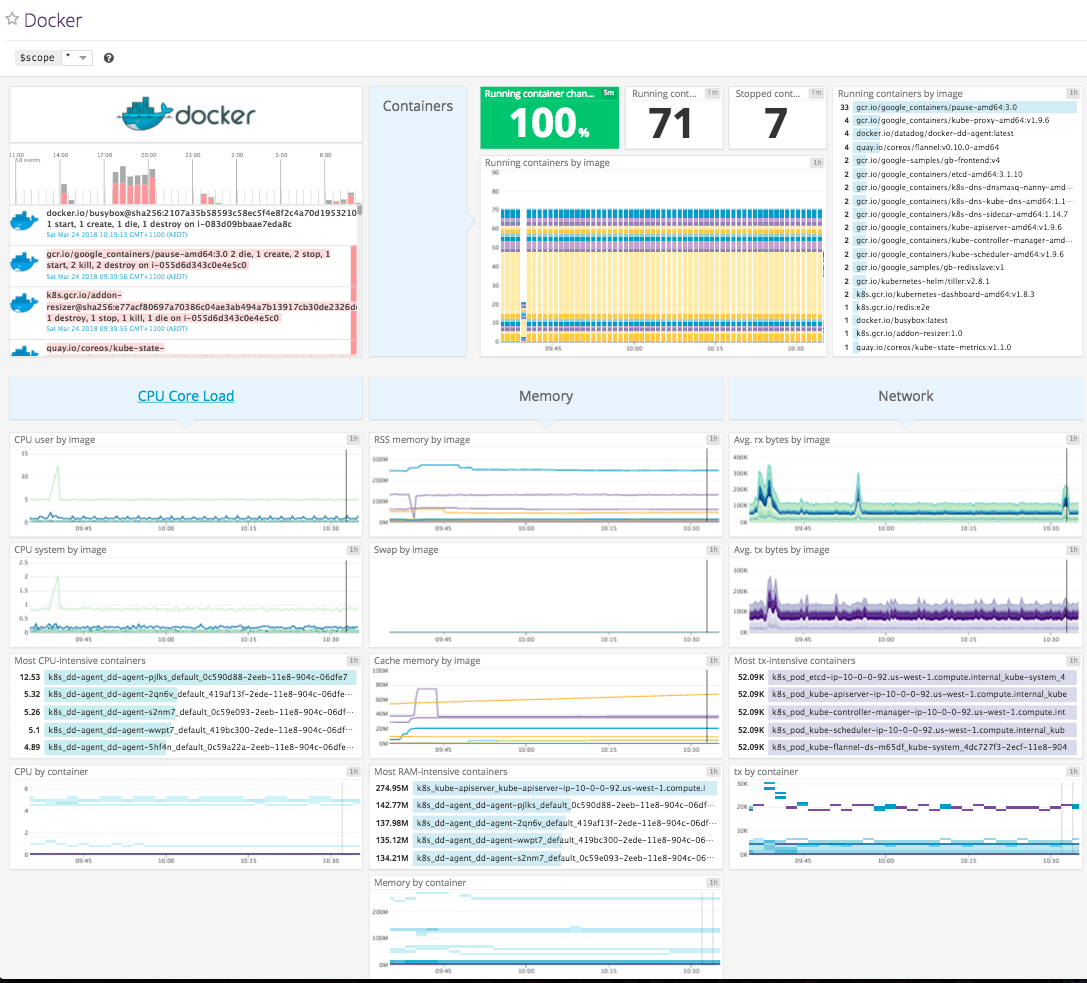 Docker
$scope * 
docker
11:00 14:00 17:00 20:00 23:00 2:00 5:00 8:00
58 events
docker.io/busybox@sha256:2107a35b58593c58ec5f4e8f2c4a70d1953210
1 start, 1 create, 1 die, 1 destroy on i-083d09bbaae7eda8c
Sat Mar 24 2018 10:19:13 GMT+1100 (AEDT)
gcr.io/google_containers/pause-amd64:3.0 2 die, 1 create, 2 stop, 1
start, 2 kill, 2 destroy on i-055d6d343c0e4e5c0
Sat Mar 24 2018 09:39:56 GMT+1100 (AEDT)
k8s.gcr.io/addon-
resizer@sha256:e77acf80697a70386c04ae3ab494a7b13917cb30de2326d
1 destroy, 1 stop, 1 kill, 1 die on i-055d6d343c0e4e5c0
Sat Mar 24 2018 09:39:55 GMT+1100 (AEDT)
quay.io/coreos/kube-state-
Containers
Running container chan... 5m
100%
Running cont... 1m
71
Stopped cont... 1m
7
Running containers by image 1h
90
80
70
60
50
40
30
20
10
0
09:45 10:00 10:15 10:30
Running containers by image 1h
33 gcr.io/google_containers/pause-amd64:3.0
4 gcr.io/google_containers/kube-proxy-amd64:v1.9.6
4 docker.io/datadog/docker-dd-agent:latest
4 quay.io/coreos/flannel:v0.10.0-amd64
2 gcr.io/google-samples/gb-frontend:v4
2 gcr.io/google_containers/etcd-amd64:3.1.10
2 gcr.io/google_containers/k8s-dns-dnsmasq-nanny-amd...
2 gcr.io/google_containers/k8s-dns-kube-dns-amd64:1.1...
2 gcr.io/google_containers/k8s-dns-sidecar-amd64:1.14.7
2 gcr.io/google_containers/kube-apiserver-amd64:v1.9.6
2 gcr.io/google_containers/kube-controller-manager-amd...
2 gcr.io/google_containers/kube-scheduler-amd64:v1.9.6
2 gcr.io/google_samples/gb-redisslave:v1
2 gcr.io/kubernetes-helm/tiller:v2.8.1
2 k8s.gcr.io/kubernetes-dashboard-amd64:v1.8.3
1 k8s.gcr.io/redis:e2e
1 docker.io/busybox:latest
1 k8s.gcr.io/addon-resizer:1.0
1 quay.io/coreos/kube-state-metrics:v1.1.0
CPU Core Load
CPU user by image 1h
15
10
5
0
09:45 10:00 10:15 10:30
CPU system by image 1h
2.5
2
1.5
1
0.5
0
09:45 10:00 10:15 10:30
Most CPU-intensive containers 1h
12.53 k8s_dd-agent_dd-agent-pjlks_default_0c590d88-2eeb-11e8-904c-06dfe7
5.32 k8s_dd-agent_dd-agent-2qn6v_default_419af13f-2ede-11e8-904c-06dfe...
5.26 k8s_dd-agent_dd-agent-s2nm7_default_0c59e093-2eeb-11e8-904c-06df...
5.1 k8s_dd-agent_dd-agent-wwpt7_default_419bc300-2ede-11e8-904c-06df...
4.89 k8s_dd-agent_dd-agent-5hf4n_default_0c59a22a-2eeb-11e8-904c-06dfe...
CPU by container 1h
6
4
2
0
09:45 10:00 10:15 10:30
Memory
RSS memory by image 1h
300M
200M
100M
0M
09:45 10:00 10:15 10:30
Swap by image 1h
09:45 10:00 10:15 10:30
Cache memory by image 1h
100M
80M
60M
40M
20M
0M
09:45 10:00 10:15 10:30
Most RAM-intensive containers 1h
274.95M k8s_kube-apiserver_kube-apiserver-ip-10-0-0-92.us-west-1.compute.i
142.77M k8s_dd-agent_dd-agent-pjlks_default_0c590d88-2eeb-11e8-904c-06df...
137.98M k8s_dd-agent_dd-agent-2qn6v_default_419af13f-2ede-11e8-904c-06df...
135.12M k8s_dd-agent_dd-agent-wwpt7_default_419bc300-2ede-11e8-904c-06...
134.21M k8s_dd-agent_dd-agent-s2nm7_default_0c59e093-2eeb-11e8-904c-06...
Memory by container 1h
200M
100M
0M
09:45 10:00 10:15 10:30
Network
Avg. rx bytes by image 1h
400K
300K
200K
100K
0K
09:45 10:00 10:15 10:30
Avg. tx bytes by image 1h
300K
200K
100K
0K
09:45 10:00 10:15 10:30
Most tx-intensive containers 1h
52.09K k8s_pod_etcd-ip-10-0-0-92.us-west-1.compute.internal_kube-system_4
52.09K k8s_pod_kube-apiserver-ip-10-0-0-92.us-west-1.compute.internal_kube
52.09K k8s_pod_kube-controller-manager-ip-10-0-0-92.us-west-1.compute.int
52.09K k8s_pod_kube-scheduler-ip-10-0-0-92.us-west-1.compute.internal_kub
52.09K k8s_pod_kube-flannel-ds-m65df_kube-system_4dc727f3-2ecf-11e8-904
tx by container 1h
30K
20K
10K
0K
09:45 10:00 10:15 10:30